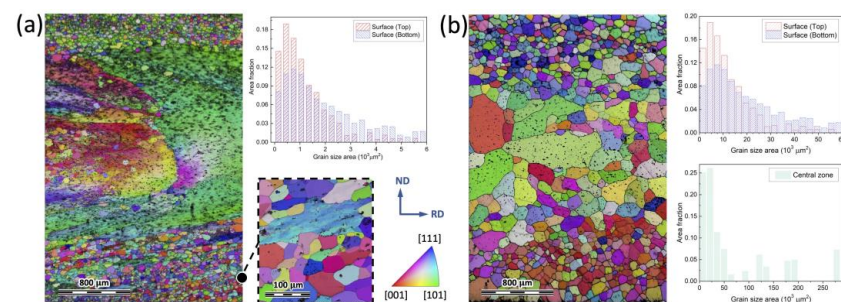 (a)
0.18
0.15
0.12
0.09
0.06
0.03
0.00
Area fraction
Surface (Top)
Surface (Bottom)
0 1 2 3 4 5 6
Grain size area (10³ μm²)
ND
RD
[111]
[001] [101]
100 μm
800 μm
(b)
800 μm
0.20
0.16
0.12
0.08
0.04
0.00
Area fraction
Surface (Top)
Surface (Bottom)
0 10 20 30 40 50 60
Grain size area (10³ μm²)
0.25
0.20
0.15
0.10
0.05
0.00
Area fraction
Central zone
0 50 100 150 200 250
Grain size area (10³ μm²)